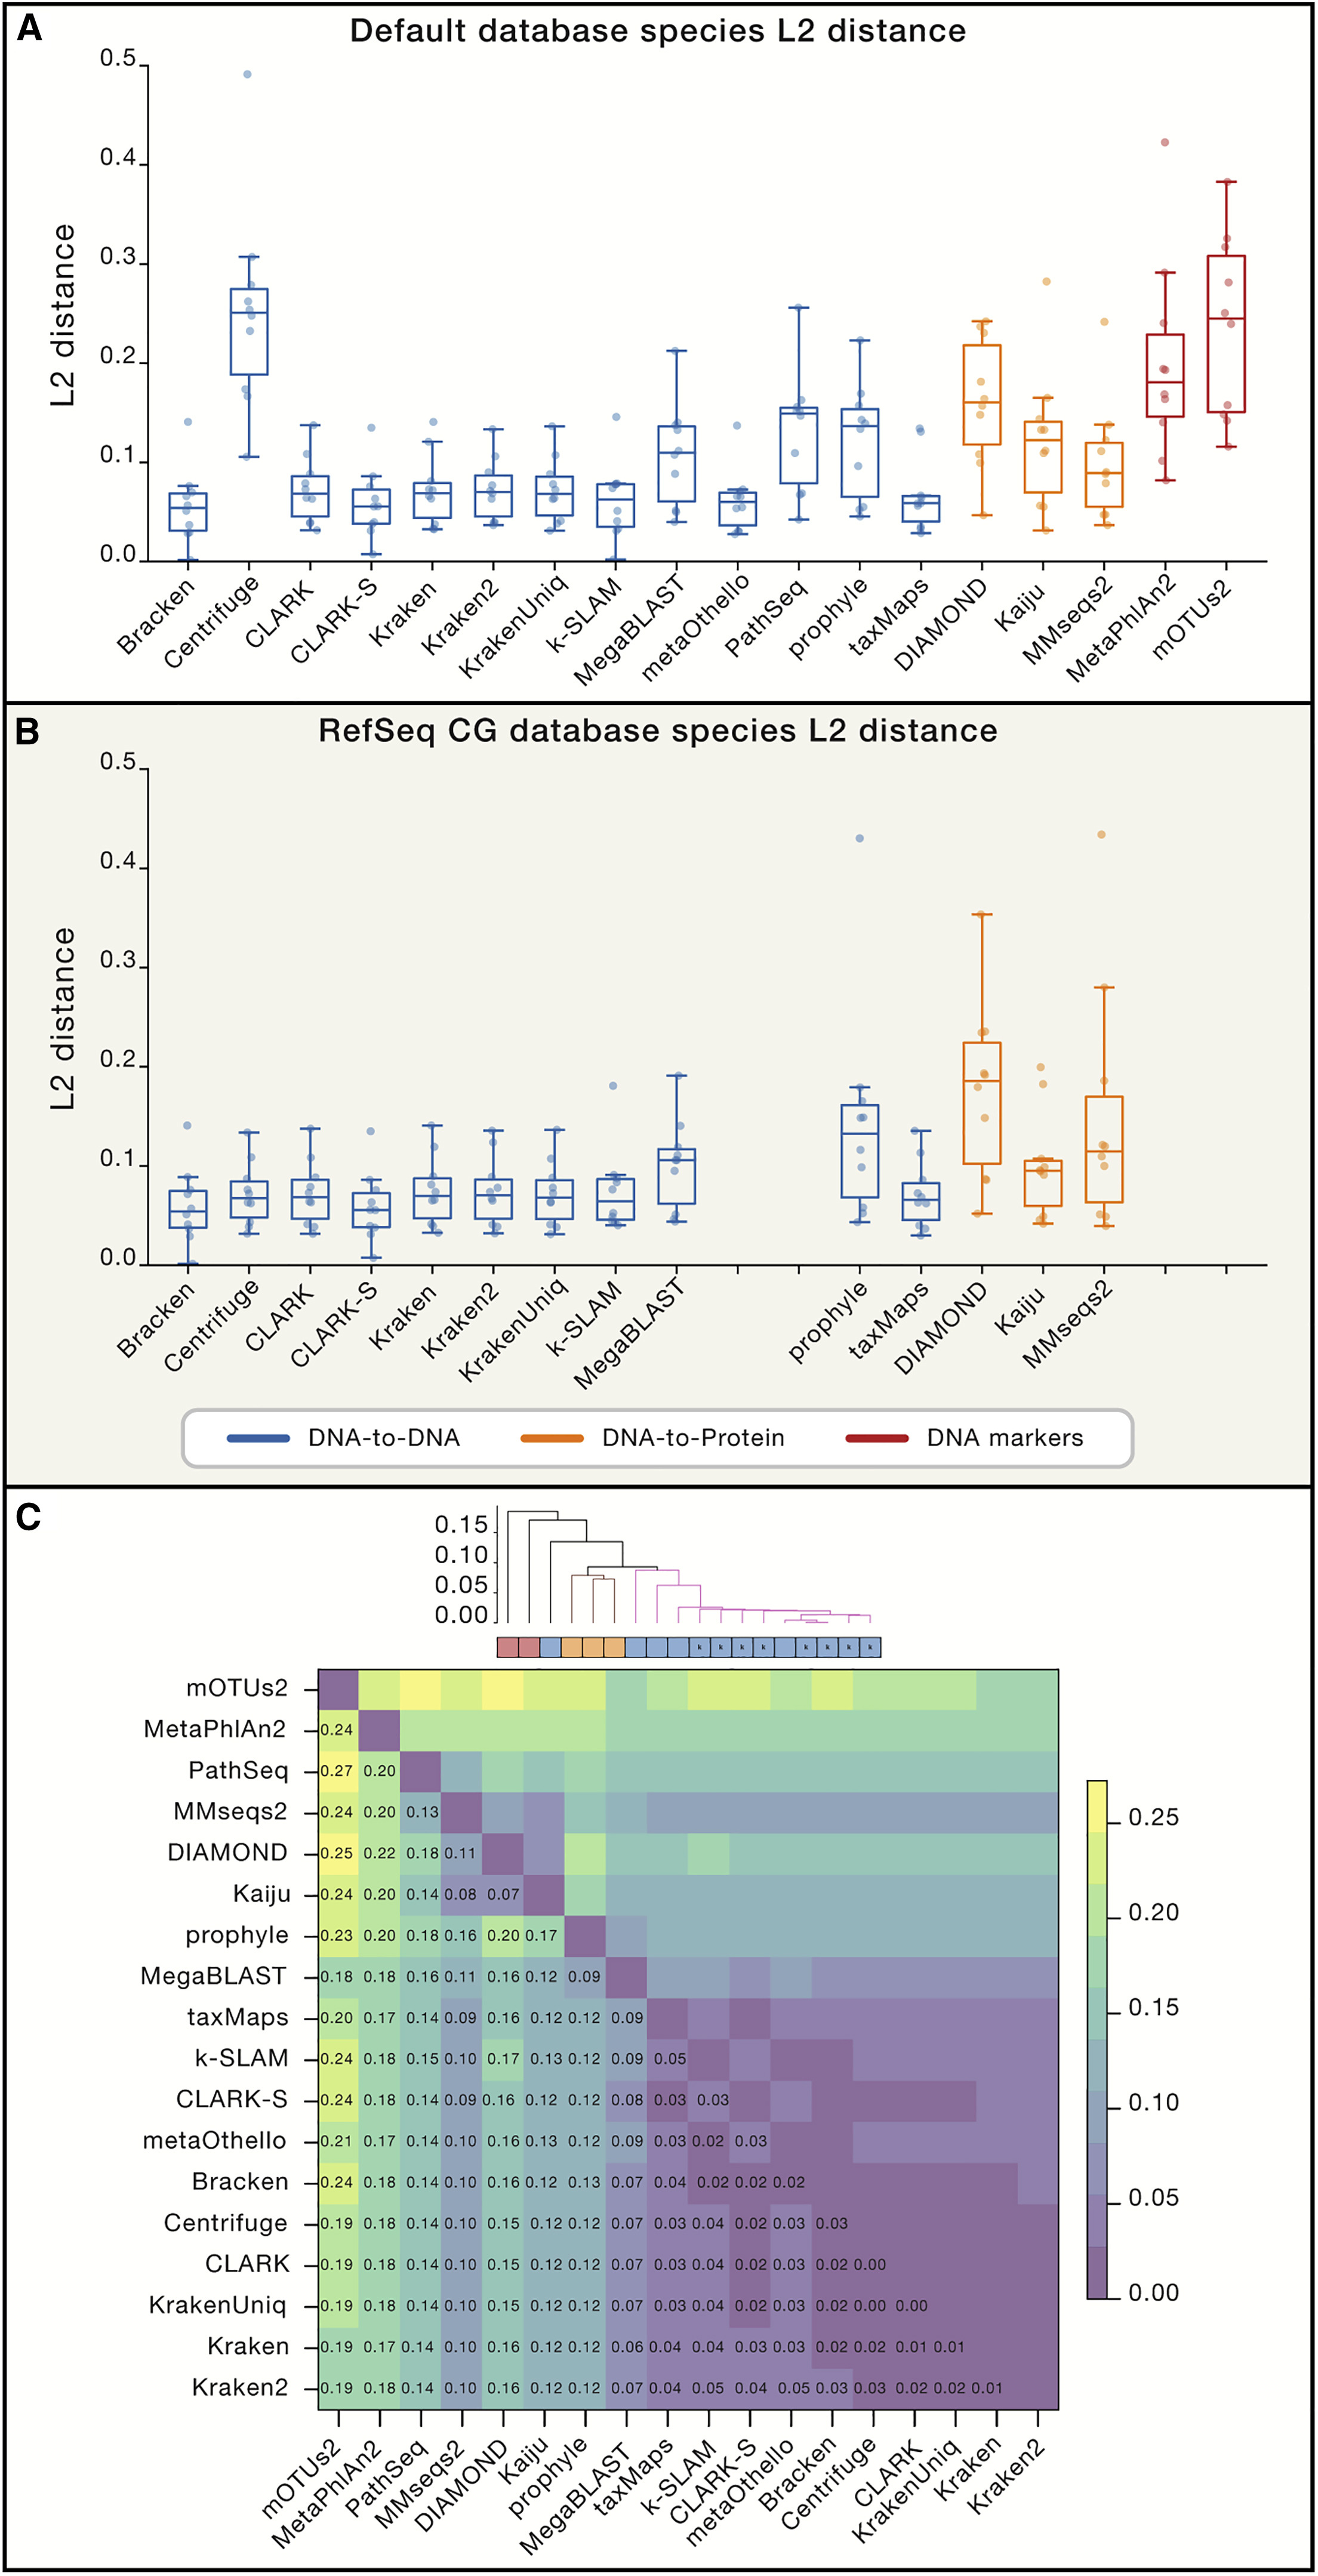 A
Default database species L2 distance
0.5
0.4
0.3
0.2
0.1
0.0
L2 distance
Bracken
Centrifuge
CLARK
CLARK-S
Kraken
Kraken2
KrakenUniq
k-SLAM
MegaBLAST
metaOthello
PathSeq
prophyle
taxMaps
DIAMOND
Kaiju
MMseqs2
MetaPhlAn2
mOTUs2
B
RefSeq CG database species L2 distance
0.5
0.4
0.3
0.2
0.1
0.0
L2 distance
Bracken
Centrifuge
CLARK
CLARK-S
Kraken
Kraken2
KrakenUniq
k-SLAM
MegaBLAST
prophyle
taxMaps
DIAMOND
Kaiju
MMseqs2
DNA-to-DNA DNA-to-Protein DNA markers
C
0.15
0.10
0.05
0.00
k k k k k k k k
mOTUs2
MetaPhlAn2 0.24
PathSeq 0.27 0.20
MMseqs2 0.24 0.20 0.13
DIAMOND 0.25 0.22 0.18 0.11
Kaiju 0.24 0.20 0.14 0.08 0.07
prophyle 0.23 0.20 0.18 0.16 0.20 0.17
MegaBLAST 0.18 0.18 0.16 0.11 0.16 0.12 0.09
taxMaps 0.20 0.17 0.14 0.09 0.16 0.12 0.12 0.09
k-SLAM 0.24 0.18 0.15 0.10 0.17 0.13 0.12 0.09 0.05
CLARK-S 0.24 0.18 0.14 0.09 0.16 0.12 0.12 0.08 0.03 0.03
metaOthello 0.21 0.17 0.14 0.10 0.16 0.13 0.12 0.09 0.03 0.02 0.03
Bracken 0.24 0.18 0.14 0.10 0.16 0.12 0.13 0.07 0.04 0.02 0.02 0.02
Centrifuge 0.19 0.18 0.14 0.10 0.15 0.12 0.12 0.07 0.03 0.04 0.02 0.03 0.03
CLARK 0.19 0.18 0.14 0.10 0.15 0.12 0.12 0.07 0.03 0.04 0.02 0.03 0.02 0.00
KrakenUniq 0.19 0.18 0.14 0.10 0.15 0.12 0.12 0.07 0.03 0.04 0.02 0.03 0.02 0.00 0.00
Kraken 0.19 0.17 0.14 0.10 0.16 0.12 0.12 0.06 0.04 0.04 0.03 0.03 0.02 0.02 0.01 0.01
Kraken2 0.19 0.18 0.14 0.10 0.16 0.12 0.12 0.07 0.04 0.05 0.04 0.05 0.03 0.03 0.02 0.02 0.01
0.25
0.20
0.15
0.10
0.05
0.00
mOTUs2
MetaPhlAn2
PathSeq
MMseqs2
DIAMOND
Kaiju
prophyle
MegaBLAST
taxMaps
k-SLAM
CLARK-S
metaOthello
Bracken
Centrifuge
CLARK
KrakenUniq
Kraken
Kraken2